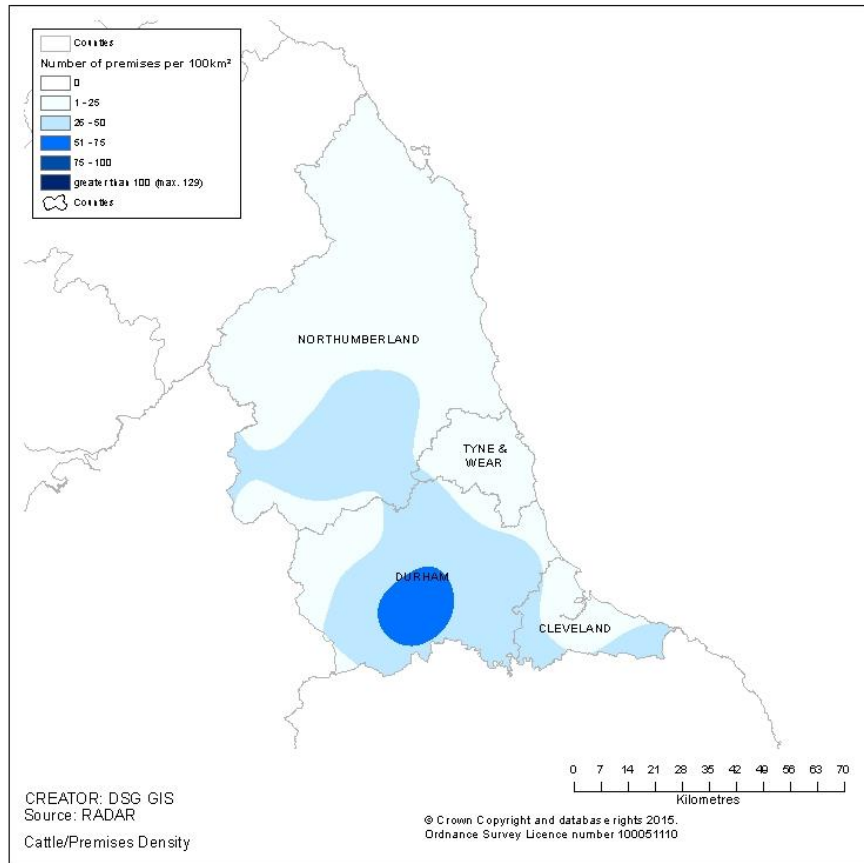 Counties
Number of premises per 100km²
0
1 - 25
26 - 50
51 - 75
75 - 100
greater than 100 (max. 129)
Counties
NORTHUMBERLAND
TYNE &
WEAR
DURHAM
CLEVELAND
0 7 14 21 28 35 42 49 56 63 70
Kilometres
CREATOR: DSG GIS
Source: RADAR
Cattle/Premises Density
© Crown Copyright and database rights 2015.
Ordnance Survey Licence number 100051110